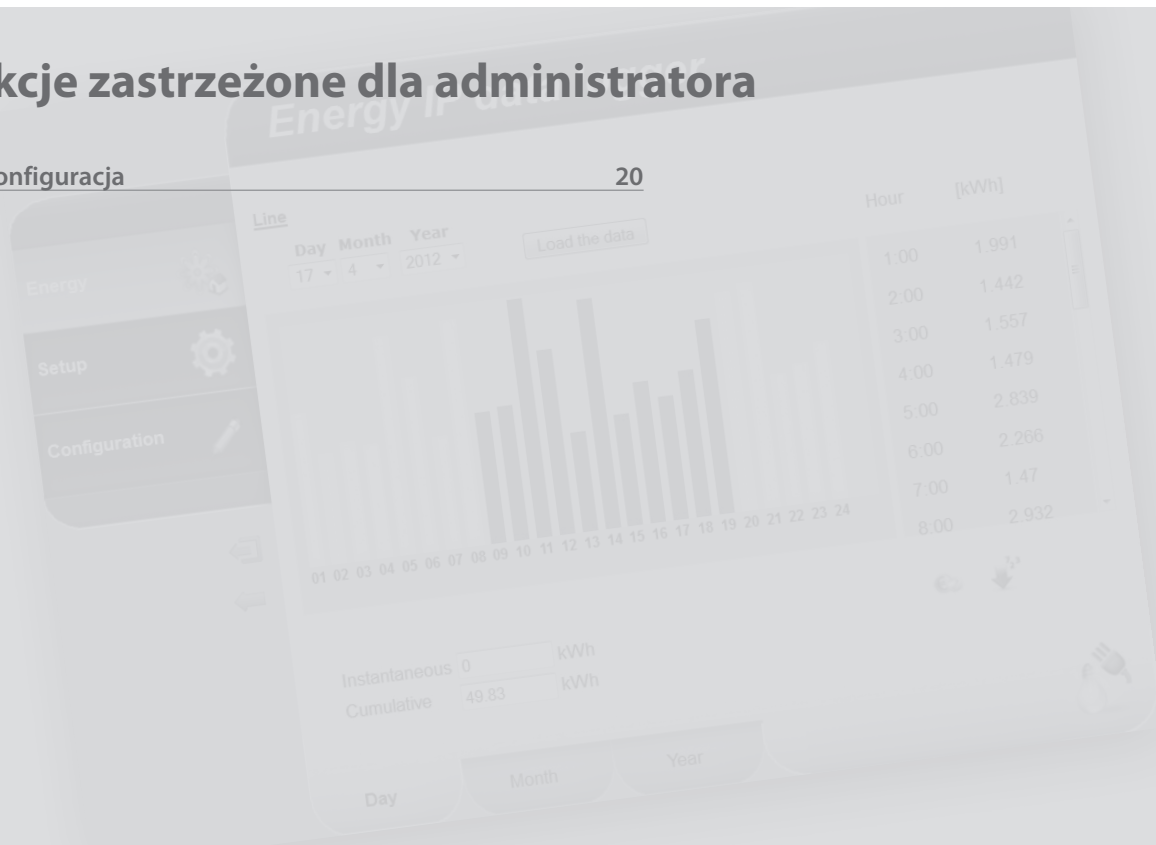 kcje zastrzeżone dla administratora
onfiguracja 20
Energy IP data
Line
Day Month Year
17 4 2012
Load the data
Hour [kWh]
1.00 1.991
2:00 1.442
3:00 1.557
4:00 1.479
5:00 2.839
6:00 2.266
7:00 1.47
8.00 2.932
Energy
Setup
Configuration
01 02 03 04 05 06 07 08 09 10 11 12 13 14 15 16 17 18 19 20 21 22 23 24
Instantaneous 0 kWh
Cumulative 49.83 kWh
Day Month Year